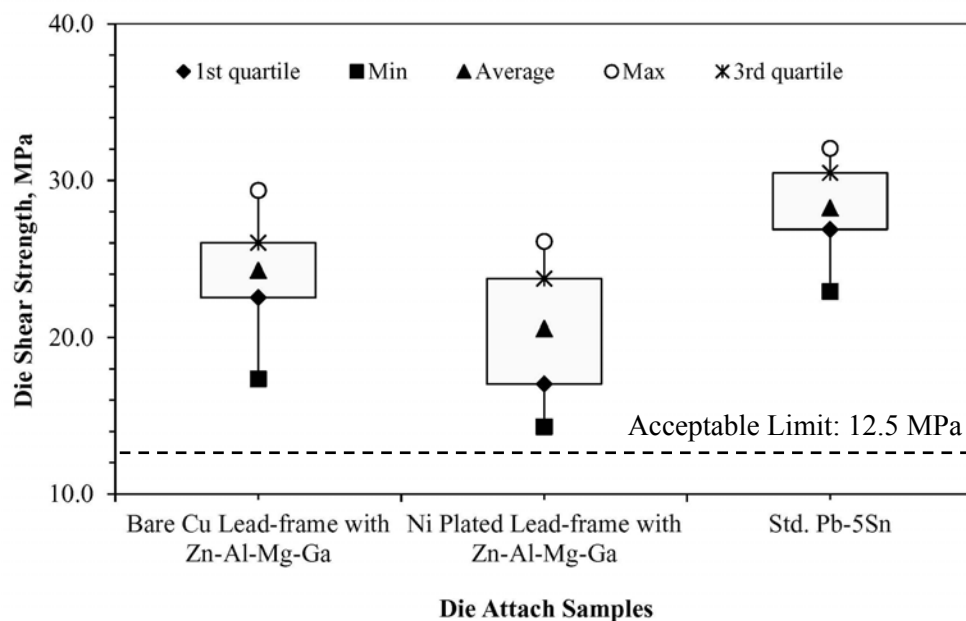 40.0
◆ 1st quartile ■ Min ▲ Average ○ Max ✳ 3rd quartile
30.0
Die Shear Strength, MPa
20.0
Acceptable Limit: 12.5 MPa
10.0
Bare Cu Lead-frame with
Zn-Al-Mg-Ga
Ni Plated Lead-frame with
Zn-Al-Mg-Ga
Std. Pb-5Sn
Die Attach Samples